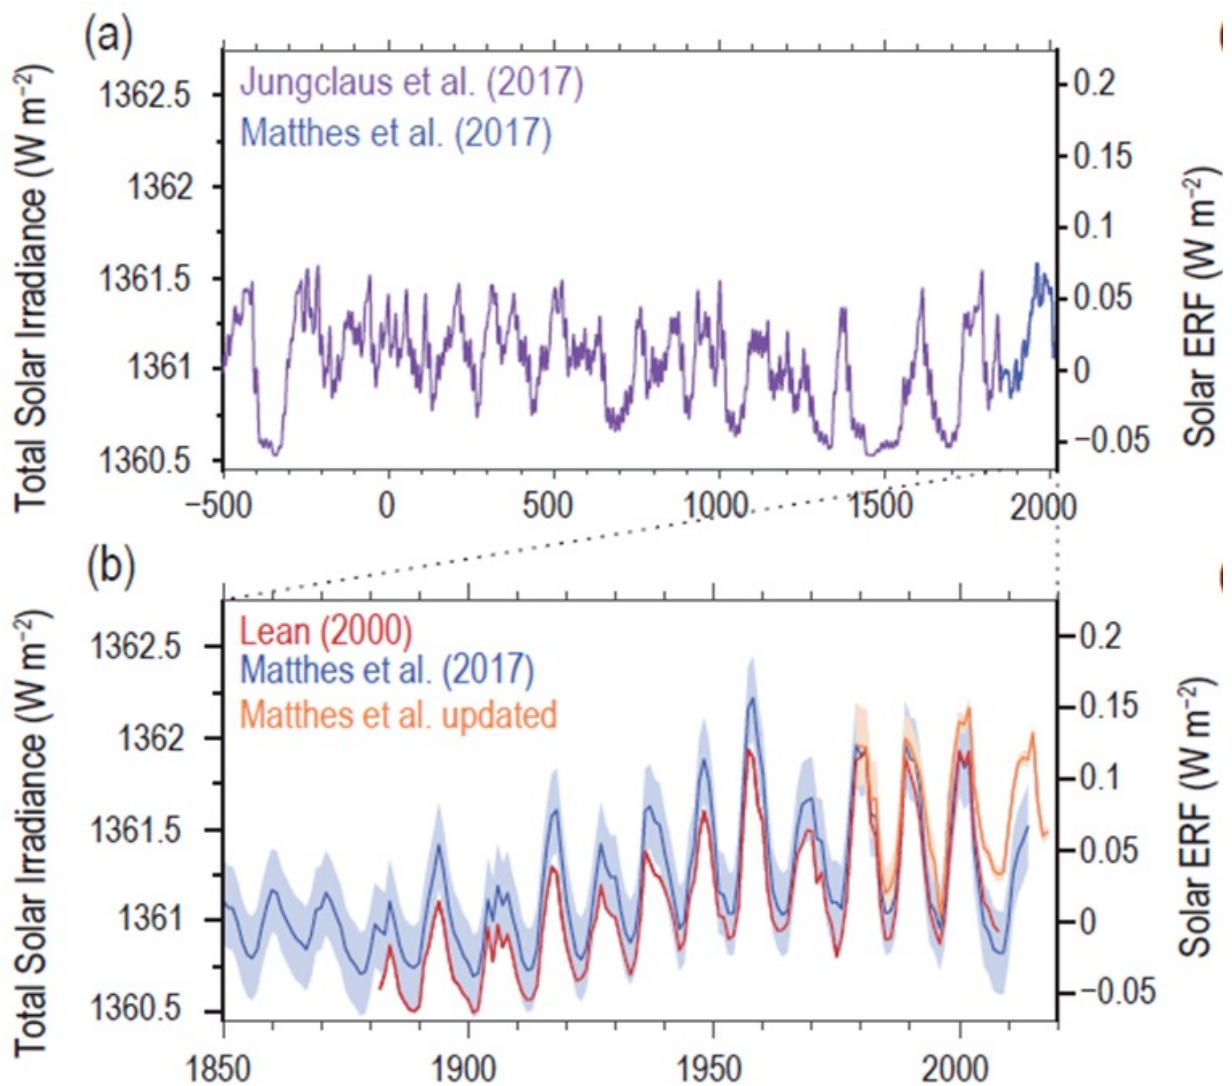 (a)
Jungclaus et al. (2017)
Matthes et al. (2017)
Total Solar Irradiance (W m⁻²)
1362.5
1362
1361.5
1361
1360.5
0.2
0.15
0.1
0.05
0
−0.05
Solar ERF (W m⁻²)
−500
0
500
1000
1500
2000
(b)
Lean (2000)
Matthes et al. (2017)
Matthes et al. updated
Total Solar Irradiance (W m⁻²)
1362.5
1362
1361.5
1361
1360.5
0.2
0.15
0.1
0.05
0
−0.05
Solar ERF (W m⁻²)
1850
1900
1950
2000